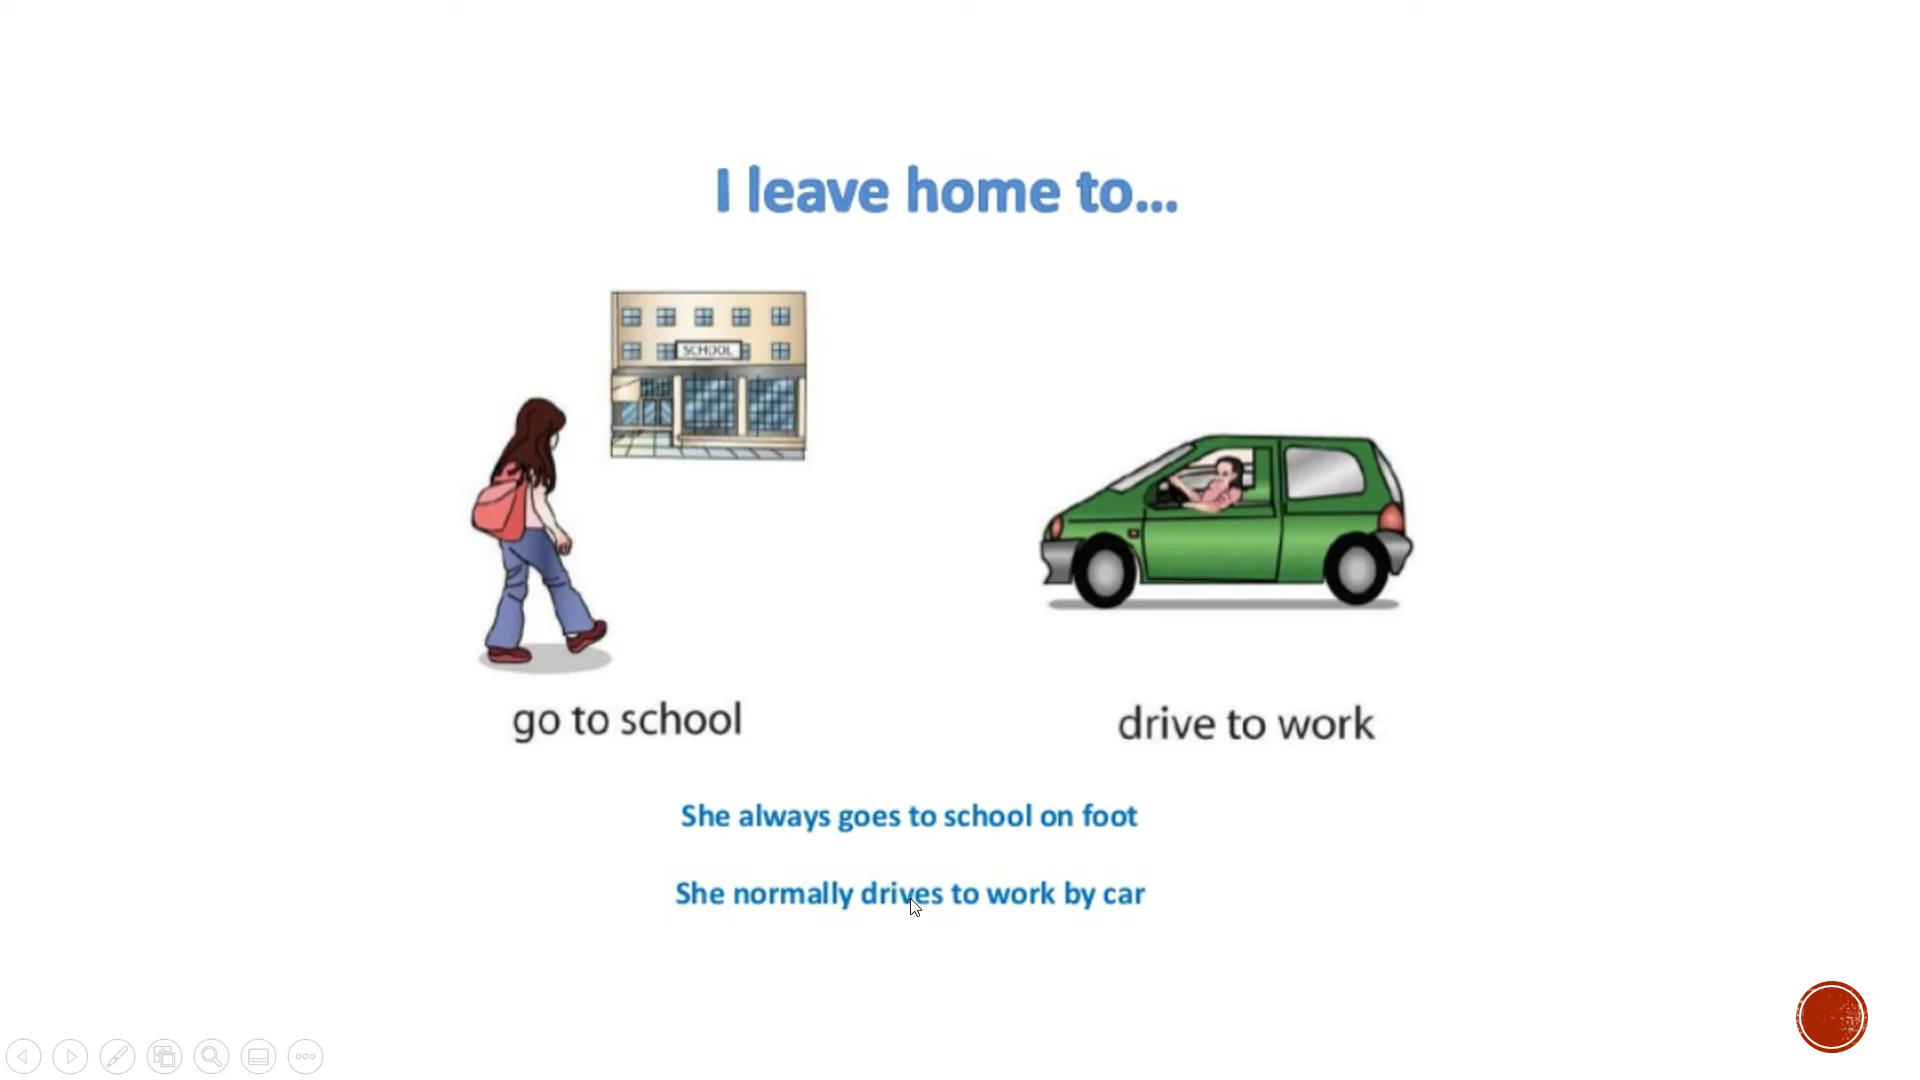 I leave home to...
SCHOOL
go to school
drive to work
She always goes to school on foot
She normally drives to work by car